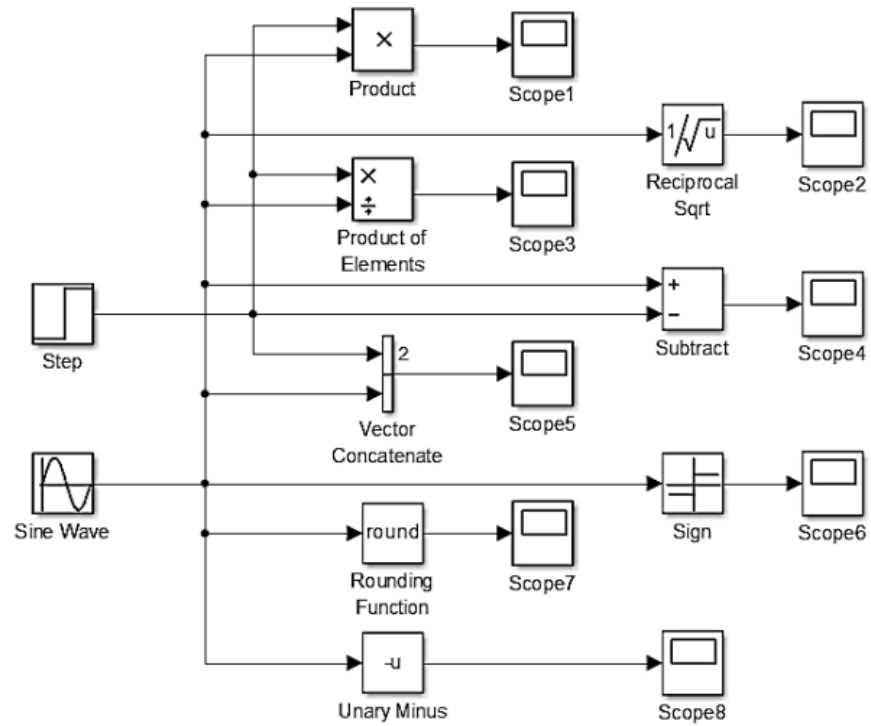 ×
Product
Scope1
1/√u
Reciprocal
Sqrt
Scope2
×
÷
Product of
Elements
Scope3
Step
+
−
Subtract
Scope4
2
Vector
Concatenate
Scope5
Sine Wave
Sign
Scope6
round
Rounding
Function
Scope7
-u
Unary Minus
Scope8